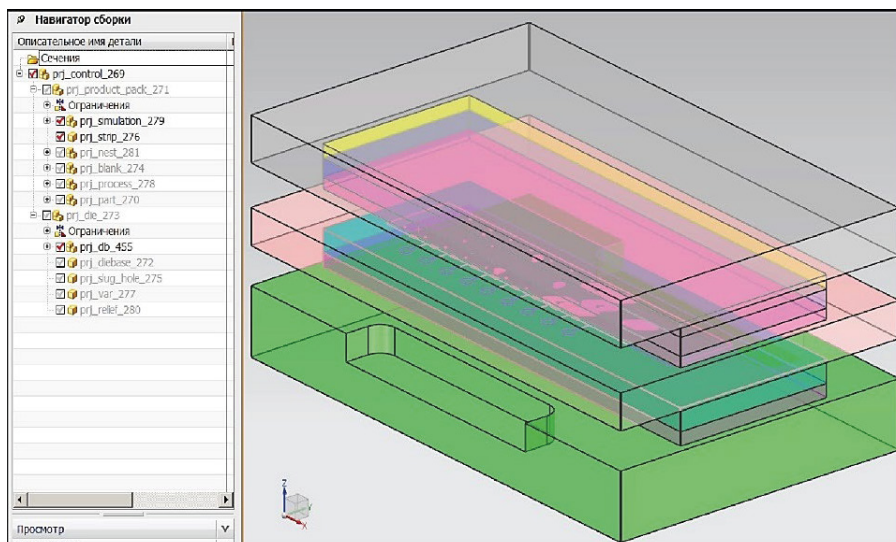 Навигатор сборки
Описательное имя детали
Сечения
prj_control_269
prj_product_pack_271
Ограничения
prj_simulation_279
prj_strip_276
prj_nest_281
prj_blank_274
prj_process_278
prj_part_270
prj_die_273
Ограничения
prj_db_455
prj_diebase_272
prj_slug_hole_275
prj_var_277
prj_relief_280
Просмотр
Z
Y
X